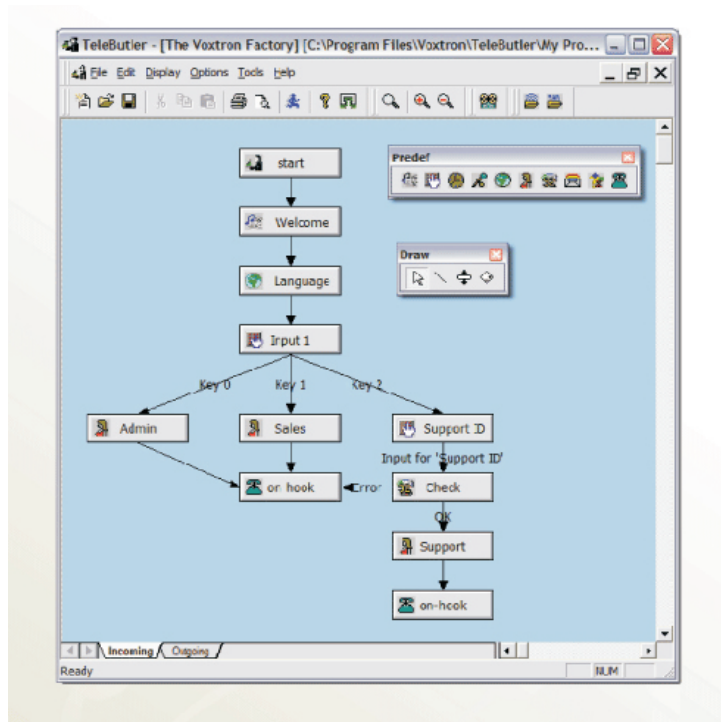 TeleButler - [The Voxtron Factory] [C:\Program Files\Voxtron\TeleButler\My Pro...
File Edit Display Options Tools Help
Predef
start
Welcome
Draw
Language
Input 1
Key 0 Key 1 Key 2
Admin Sales Support ID
Input for 'Support ID'
on-hook Error Check
OK
Support
on-hook
Incoming Outgoing
Ready NUM